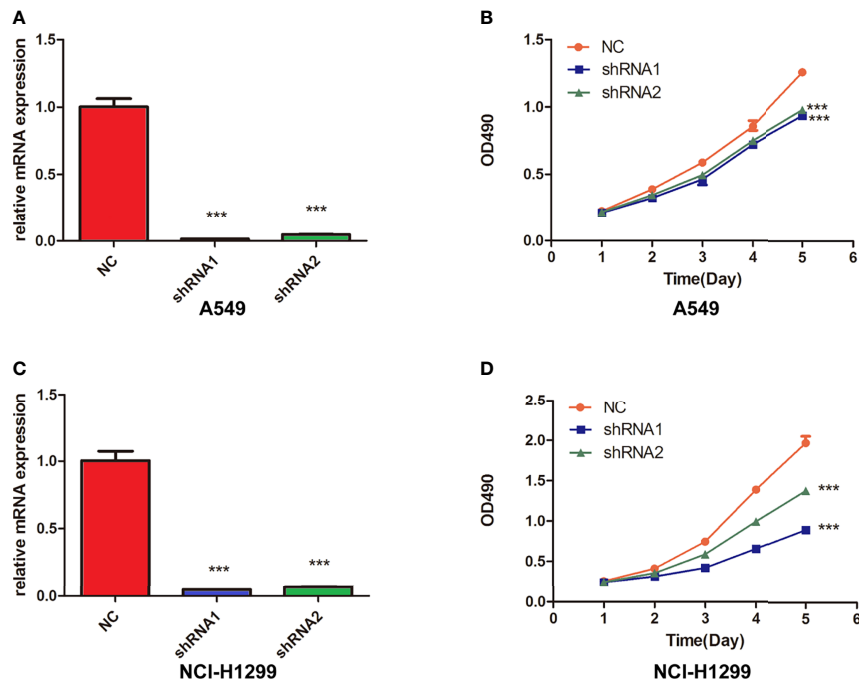 A
relative mRNA expression
1.5
1.0
0.5
0.0
***
***
NC
shRNA1
shRNA2
A549
B
OD490
1.5
1.0
0.5
0.0
NC
shRNA1
shRNA2
***
***
0 1 2 3 4 5 6
Time(Day)
A549
C
relative mRNA expression
1.5
1.0
0.5
0.0
***
***
NC
shRNA1
shRNA2
NCI-H1299
D
OD490
2.5
2.0
1.5
1.0
0.5
0.0
NC
shRNA1
shRNA2
***
***
0 1 2 3 4 5 6
Time(Day)
NCI-H1299